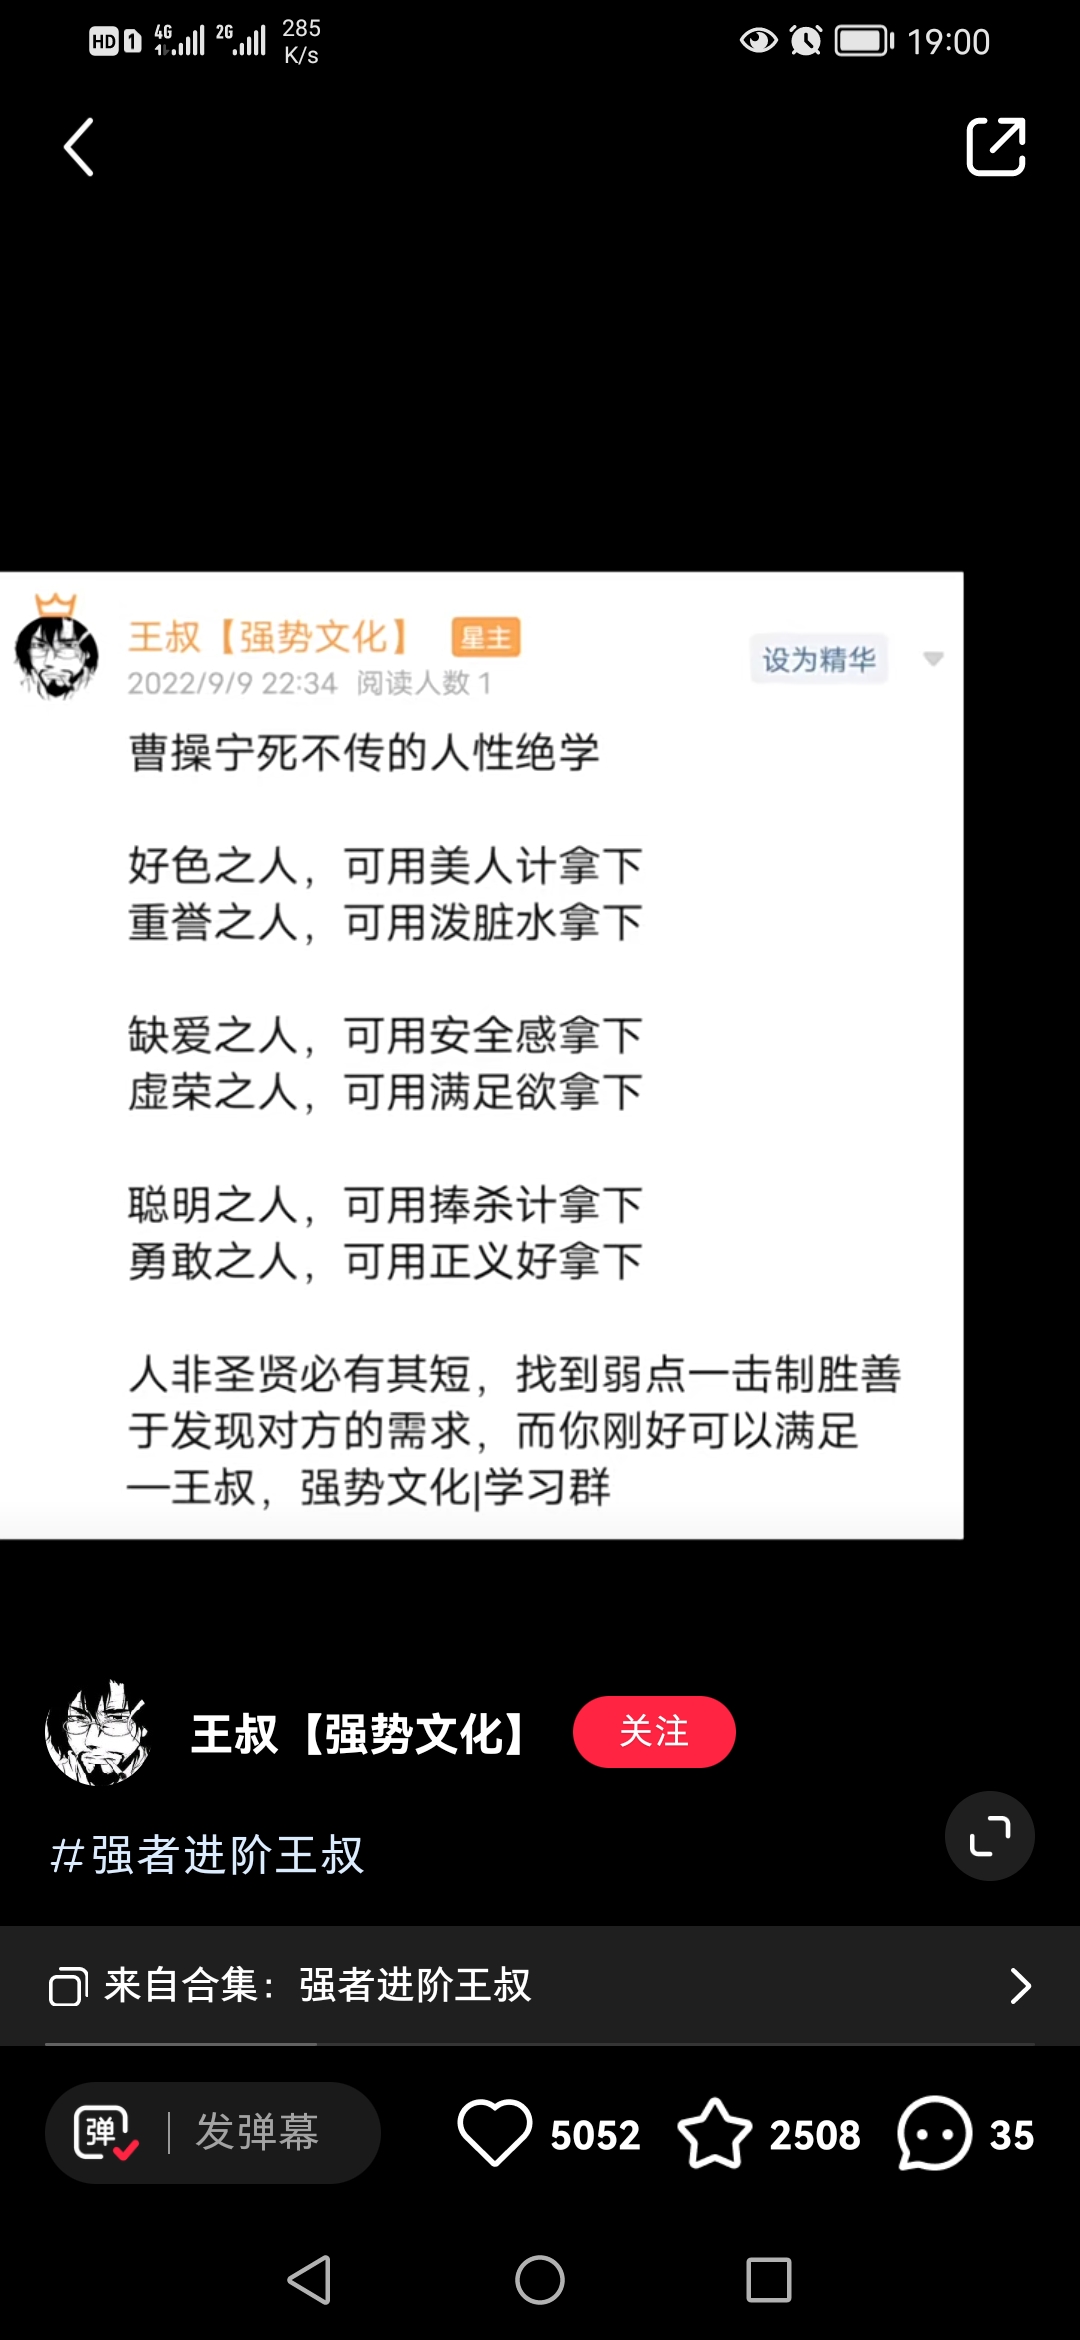 HD 1 4G 2G 285 K/s 19:00
王叔【强势文化】 星主
设为精华
2022/9/9 22:34 阅读人数 1
曹操宁死不传的人性绝学
好色之人，可用美人计拿下
重誉之人，可用泼脏水拿下
缺爱之人，可用安全感拿下
虚荣之人，可用满足欲拿下
聪明之人，可用捧杀计拿下
勇敢之人，可用正义好拿下
人非圣贤必有其短，找到弱点一击制胜善
于发现对方的需求，而你刚好可以满足
—王叔，强势文化|学习群
王叔【强势文化】 关注
#强者进阶王叔
来自合集：强者进阶王叔
弹 发弹幕 5052 2508 35